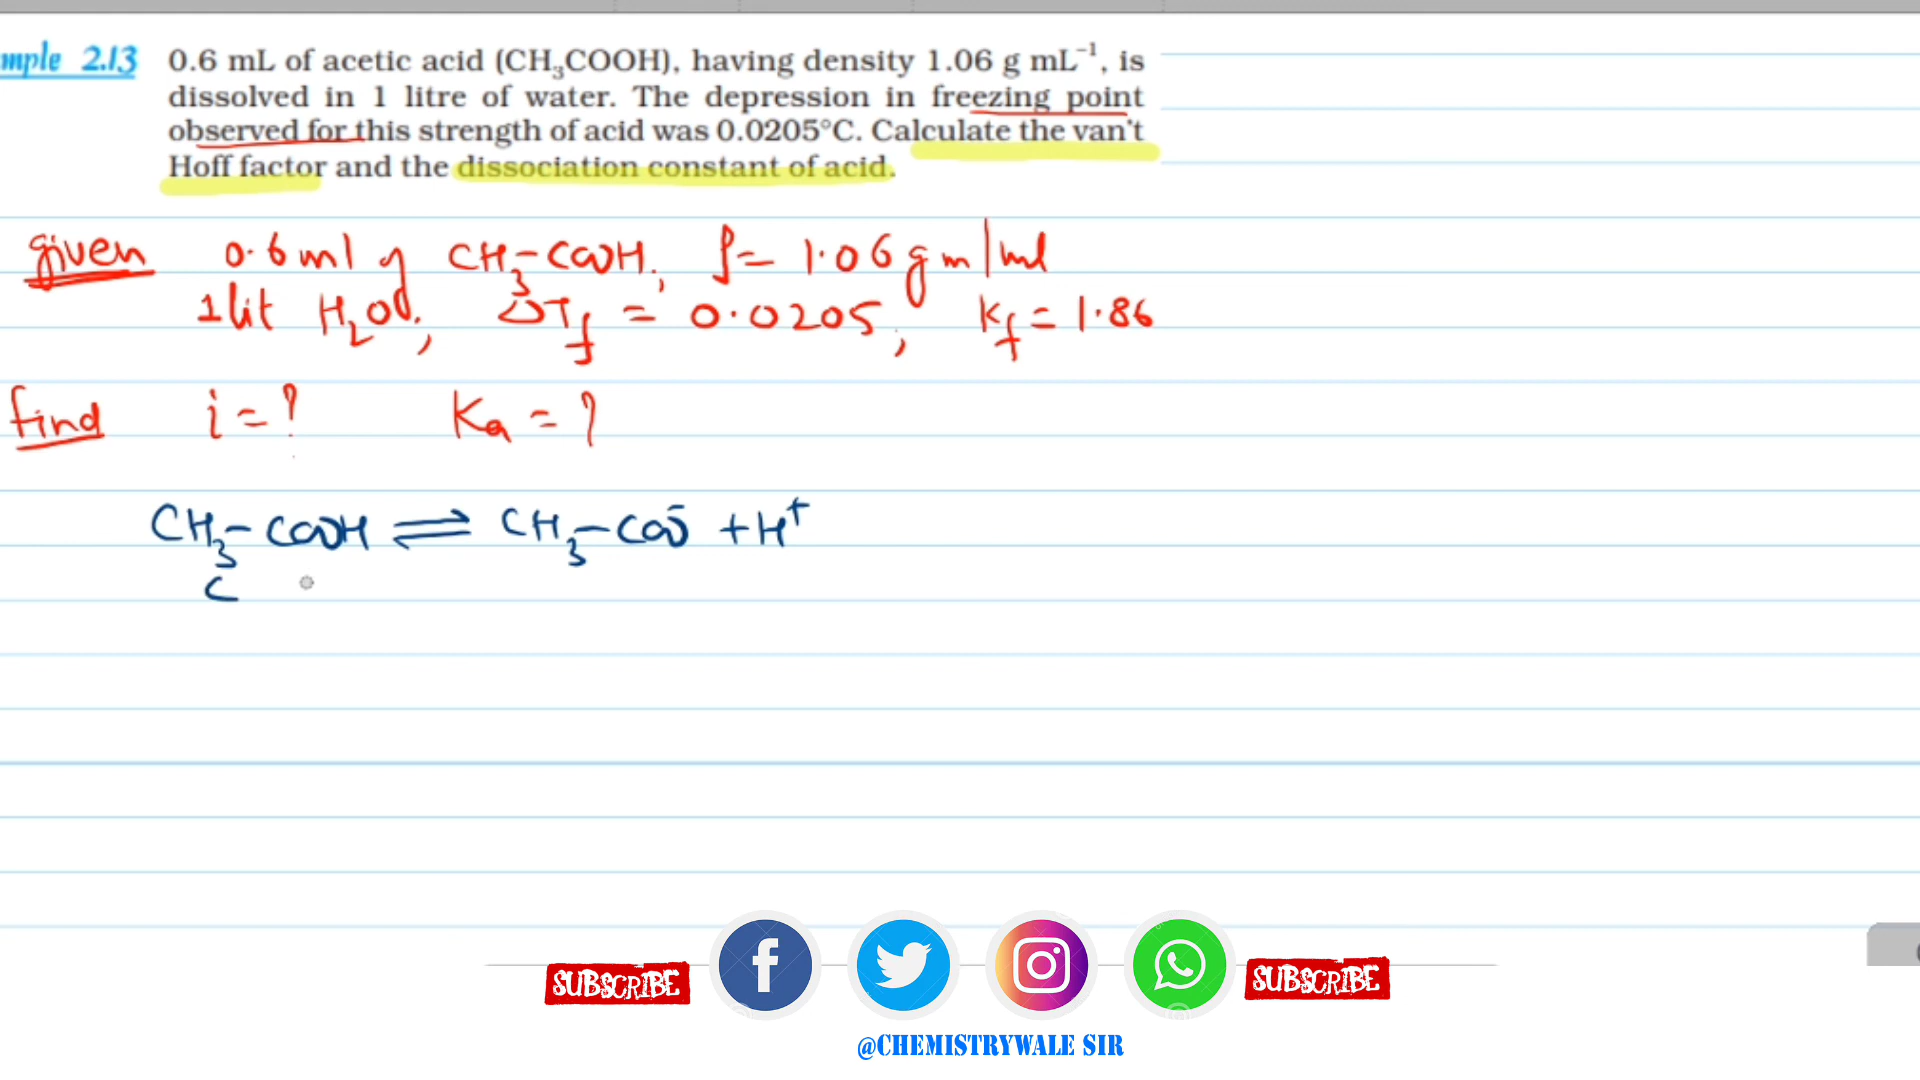 mple 2.13 0.6 mL of acetic acid (CH₃COOH), having density 1.06 g mL⁻¹, is
dissolved in 1 litre of water. The depression in freezing point
observed for this strength of acid was 0.0205°C. Calculate the van't
Hoff factor and the dissociation constant of acid.
given 0.6 ml of CH₃-COOH, ρ = 1.06 gm/ml
1 lit H₂O, ΔTf = 0.0205, Kf = 1.86
find i = ? Ka = ?
CH₃-COOH ⇌ CH₃-COO⁻ + H⁺
C
SUBSCRIBE
SUBSCRIBE
@CHEMISTRYWALE SIR